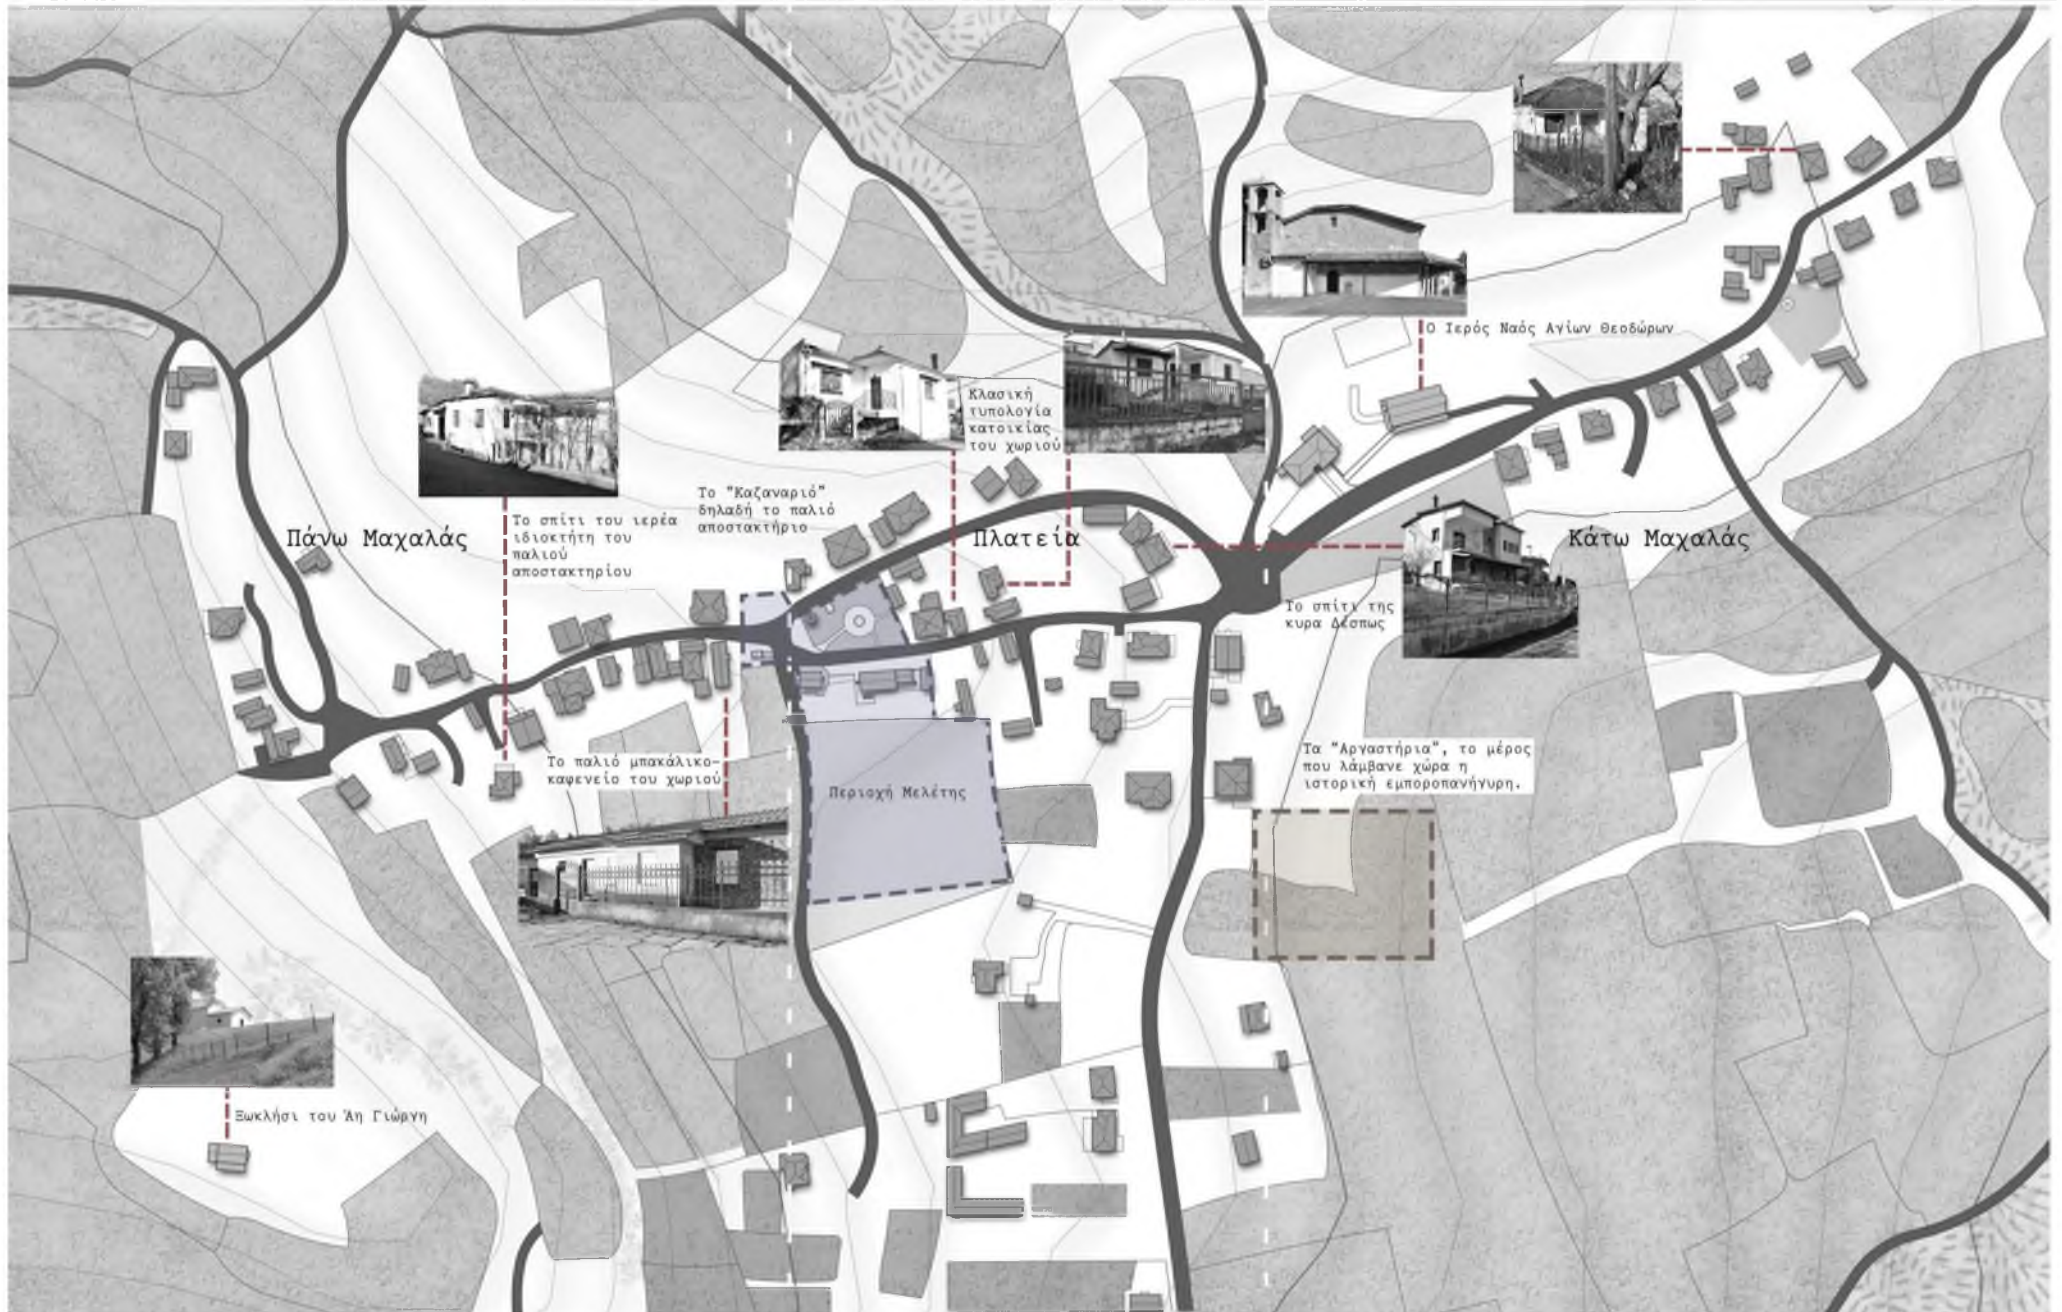 Ο Ιερός Ναός Αγίων Θεοδώρων
Κλασική
τυπολογία
κατοικίας
του χωριού
Το "Καζαναριό"
δηλαδή το παλιό
αποστακτήριο
Το σπίτι του ιερέα
ιδιοκτήτη του
παλιού
αποστακτηρίου
Πάνω Μαχαλάς
Πλατεία
Κάτω Μαχαλάς
Το σπίτι της
κυρα Δέσπως
Το παλιό μπακάλικο-
καφενείο του χωριού
Περιοχή Μελέτης
Τα "Αργαστήρια", το μέρος
που λάμβανε χώρα η
ιστορική εμποροπανήγυρη.
Ξωκλήσι του Άη Γιώργη